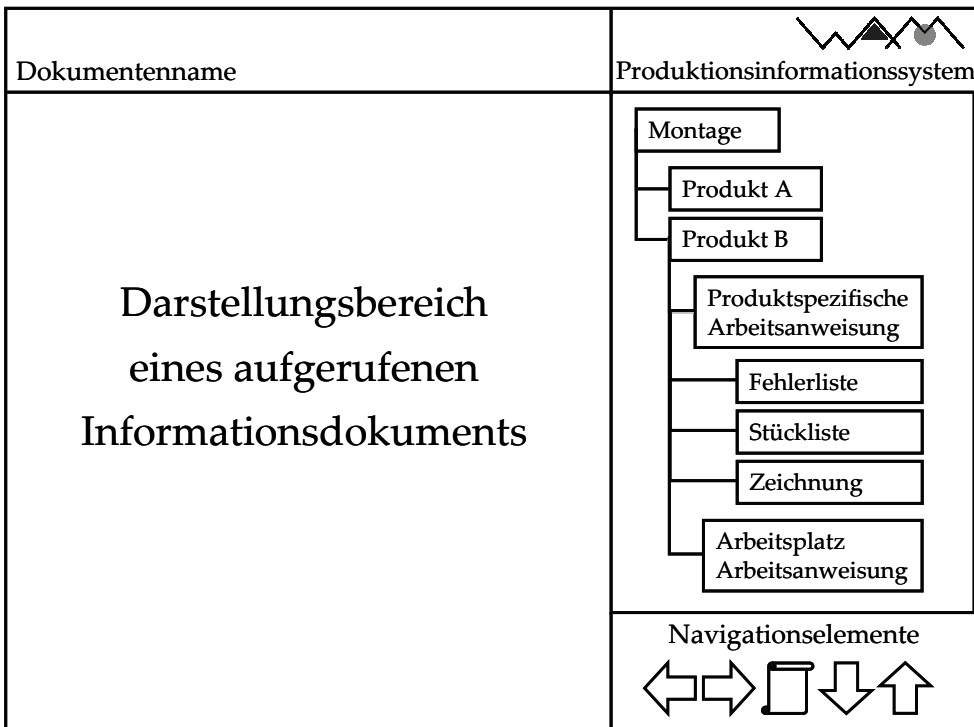 Dokumentenname
Produktionsinformationssystem
Darstellungsbereich
eines aufgerufenen
Informationsdokuments
Montage
Produkt A
Produkt B
Produktspezifische
Arbeitsanweisung
Fehlerliste
Stückliste
Zeichnung
Arbeitsplatz
Arbeitsanweisung
Navigationselemente